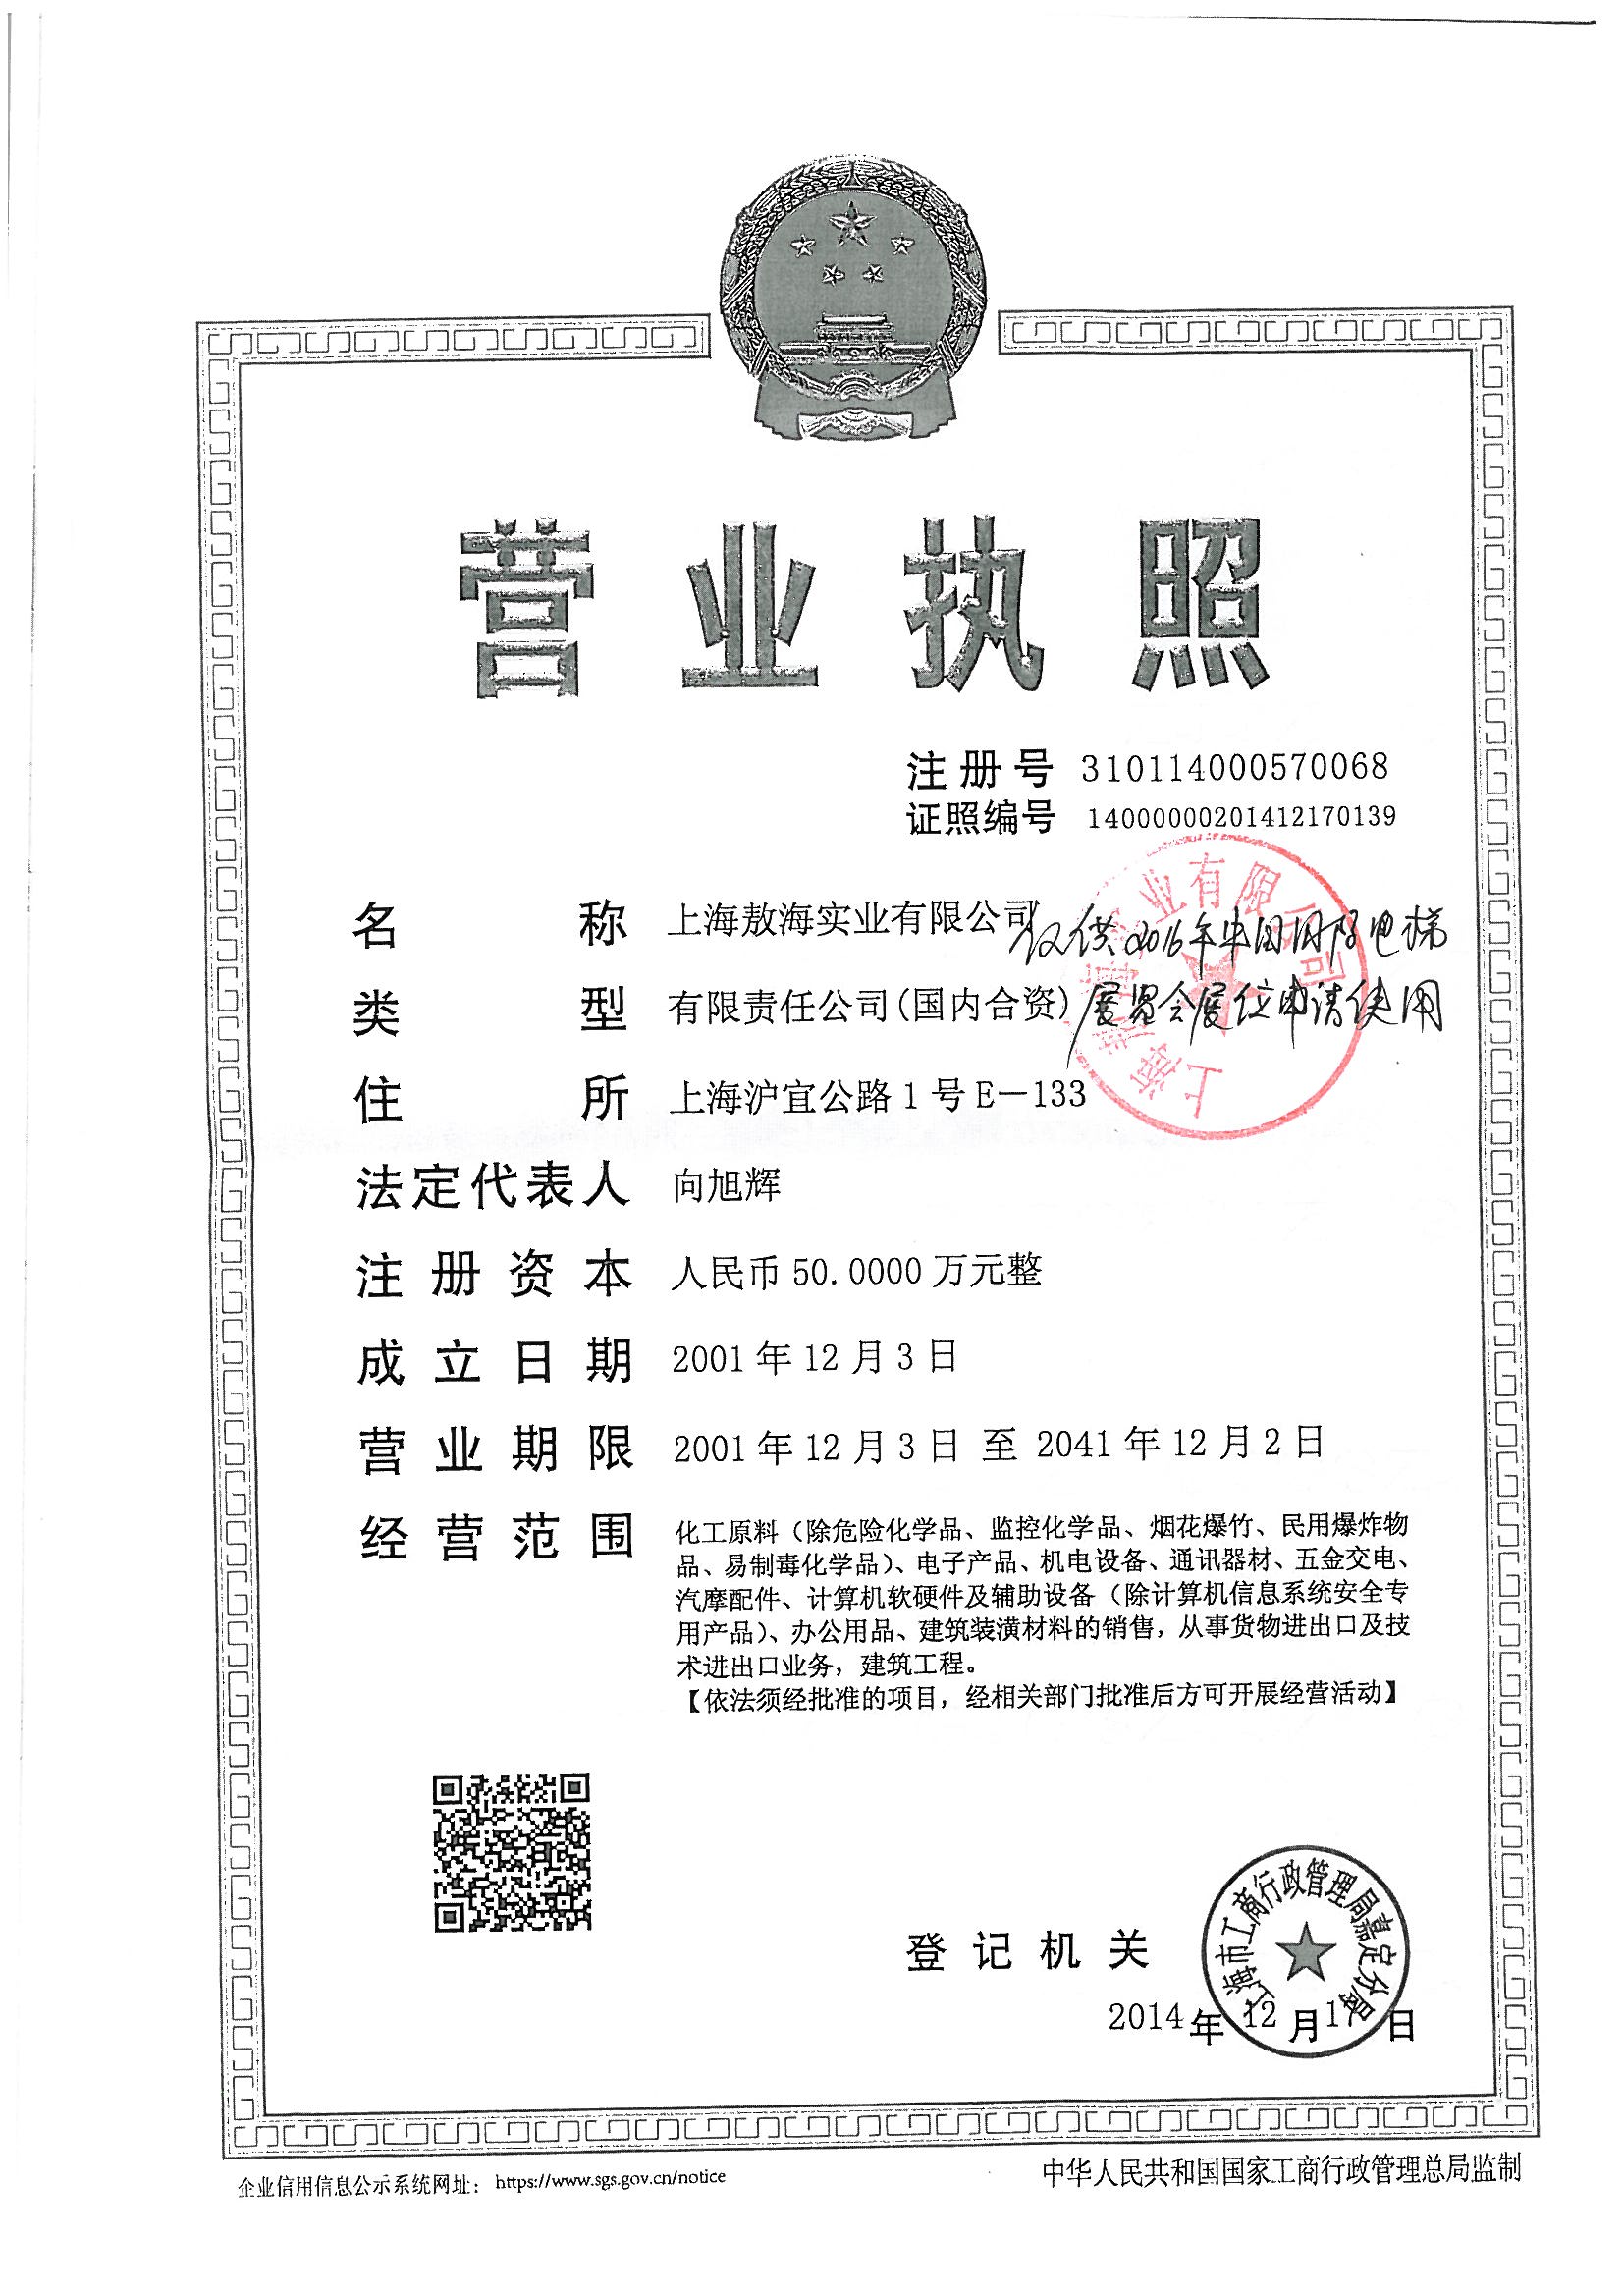 营业执照
注册号 310114000570068
证照编号 14000000201412170139
名称 上海敖海实业有限公司
仅供2016年中国国际电梯
展览会展位申请使用
上海敖海实业有限公司
类型 有限责任公司(国内合资)
住所 上海沪宜公路1号E—133
法定代表人 向旭辉
注册资本 人民币50.0000万元整
成立日期 2001年12月3日
营业期限 2001年12月3日 至 2041年12月2日
经营范围 化工原料（除危险化学品、监控化学品、烟花爆竹、民用爆炸物
品、易制毒化学品）、电子产品、机电设备、通讯器材、五金交电、
汽摩配件、计算机软硬件及辅助设备（除计算机信息系统安全专
用产品）、办公用品、建筑装潢材料的销售，从事货物进出口及技
术进出口业务，建筑工程。
【依法须经批准的项目，经相关部门批准后方可开展经营活动】
登记机关
上海市工商行政管理局嘉定分局
2014年12月17日
企业信用信息公示系统网址： https://www.sgs.gov.cn/notice
中华人民共和国国家工商行政管理总局监制